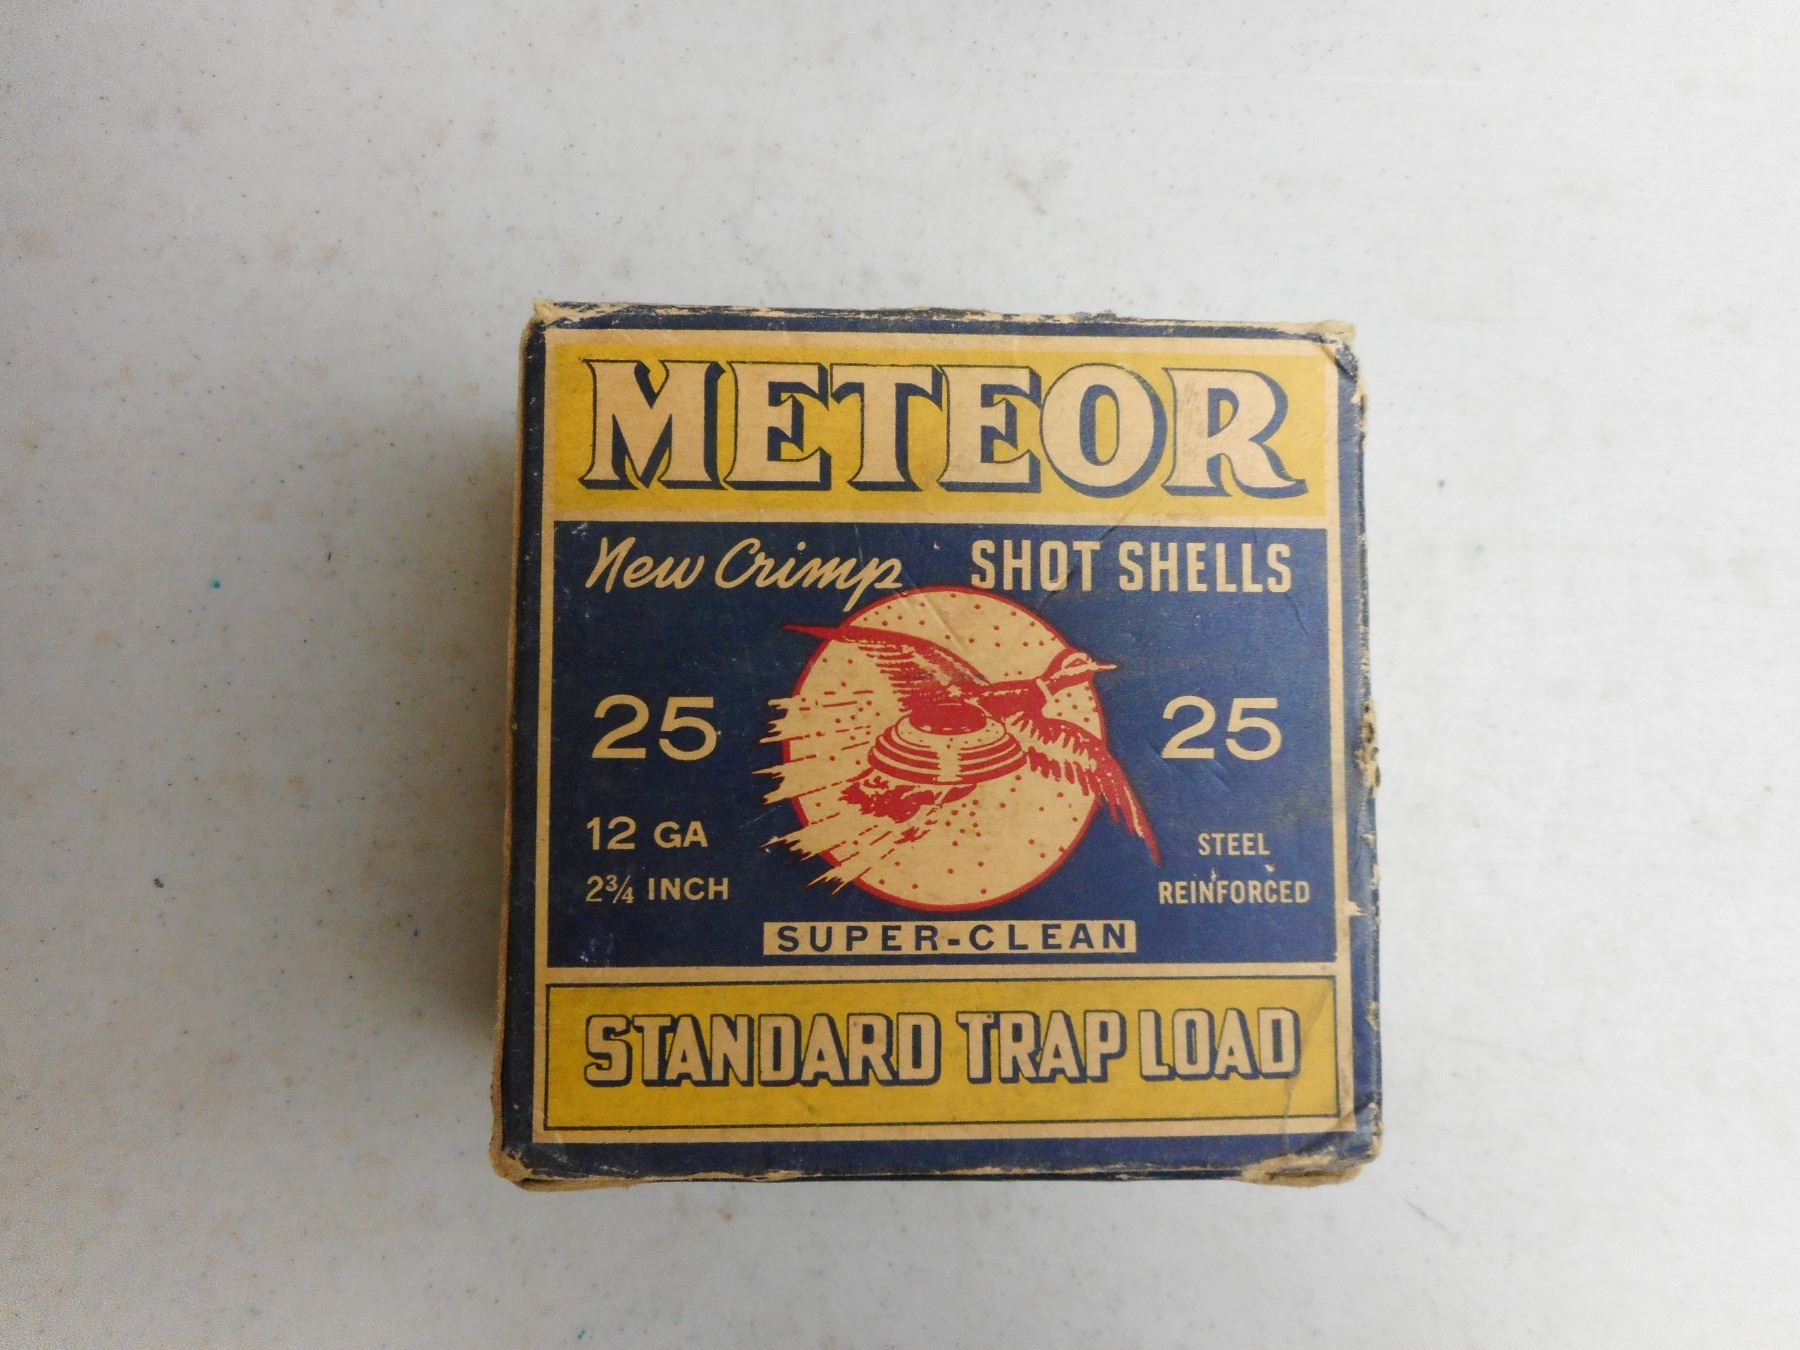 METEOR
New Crimp SHOT SHELLS
25 25
12 GA STEEL
2¾ INCH REINFORCED
SUPER-CLEAN
STANDARD TRAP LOAD